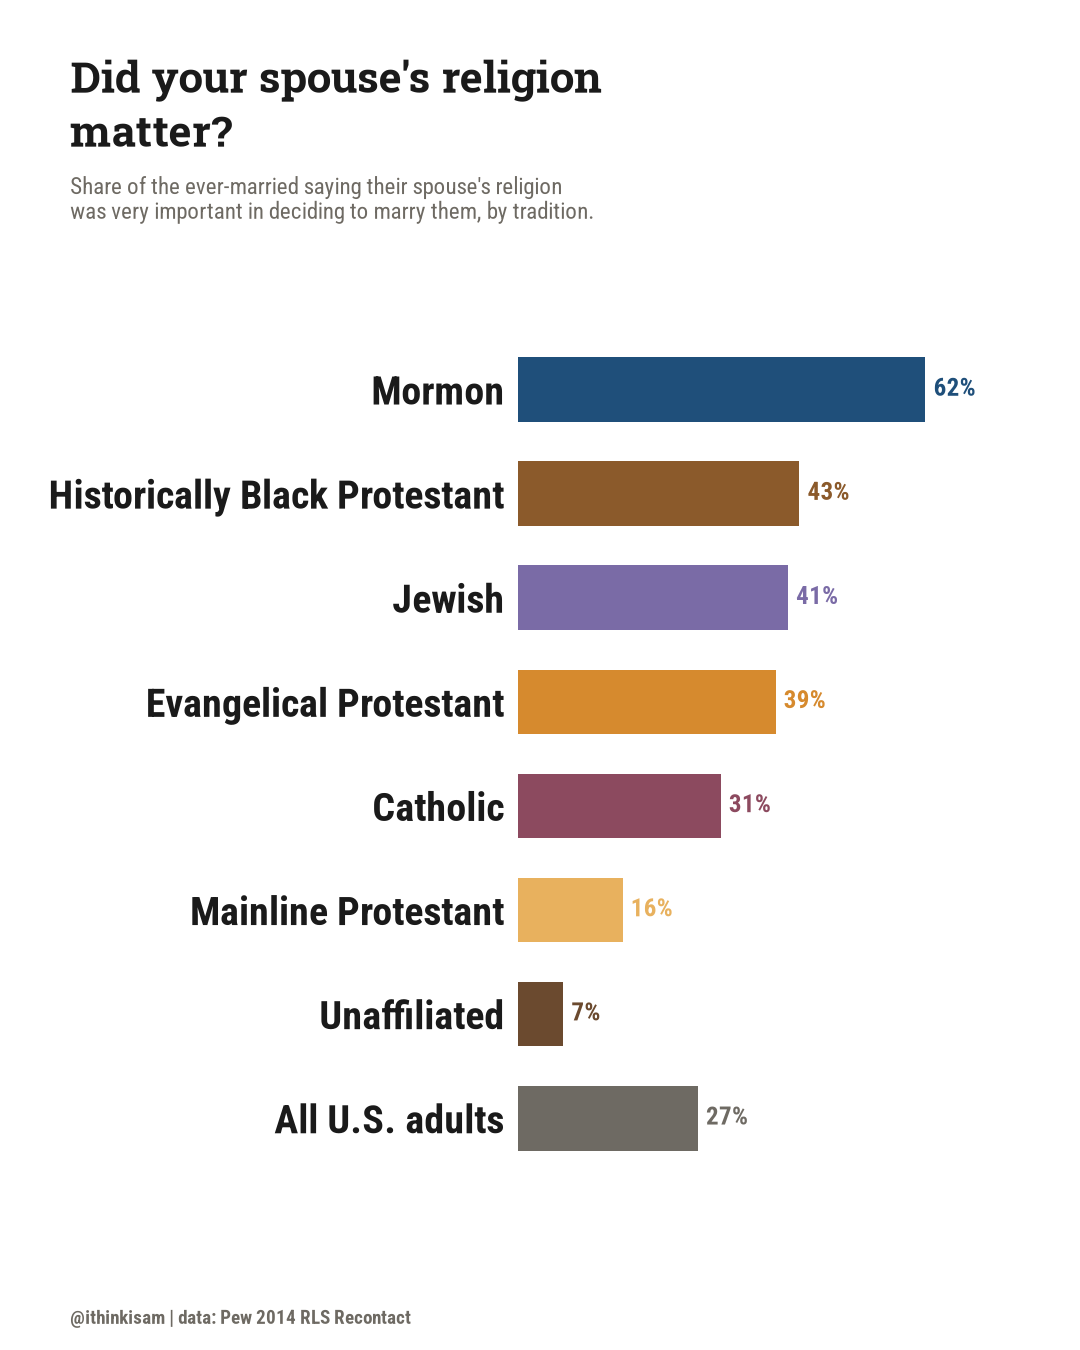 Did your spouse's religion
matter?
Share of the ever-married saying their spouse's religion
was very important in deciding to marry them, by tradition.
Mormon 62%
Historically Black Protestant 43%
Jewish 41%
Evangelical Protestant 39%
Catholic 31%
Mainline Protestant 16%
Unaffiliated 7%
All U.S. adults 27%
@ithinkisam | data: Pew 2014 RLS Recontact